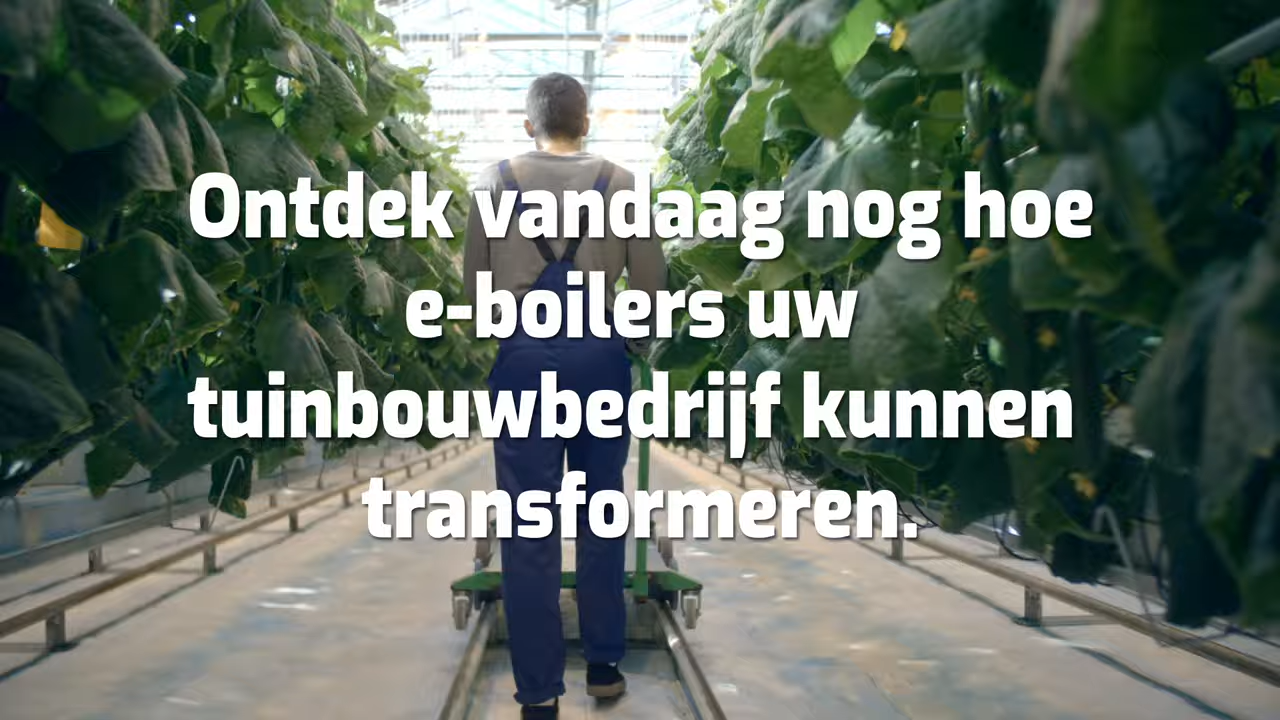 Ontdek vandaag nog hoe
e-boilers uw
tuinbouwbedrijf kunnen
transformeren.